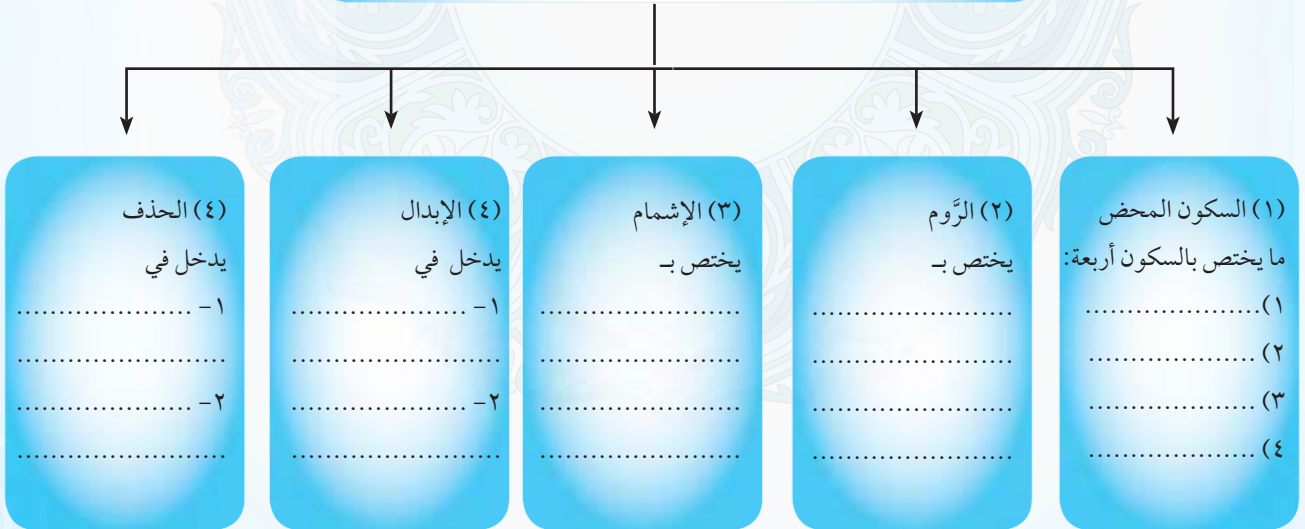 (١) السكون المحض
ما يختص بالسكون أربعة:
١).....................
٢) ....................
٣) ....................
٤) ....................
(٢) الرَّوم
يختص بـ
........................
........................
........................
........................
(٣) الإشمام
يختص بـ
........................
........................
........................
........................
(٤) الإبدال
يدخل في
١- .....................
.........................
٢- .....................
.........................
(٤) الحذف
يدخل في
١- .....................
.........................
٢- .....................
.........................